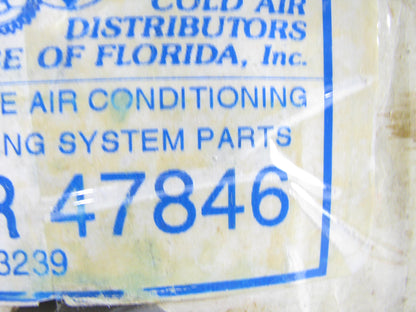 COLD AIR
DISTRIBUTORS
E OF FLORIDA, Inc.
E AIR CONDITIONING
NG SYSTEM PARTS
R 47846
3239